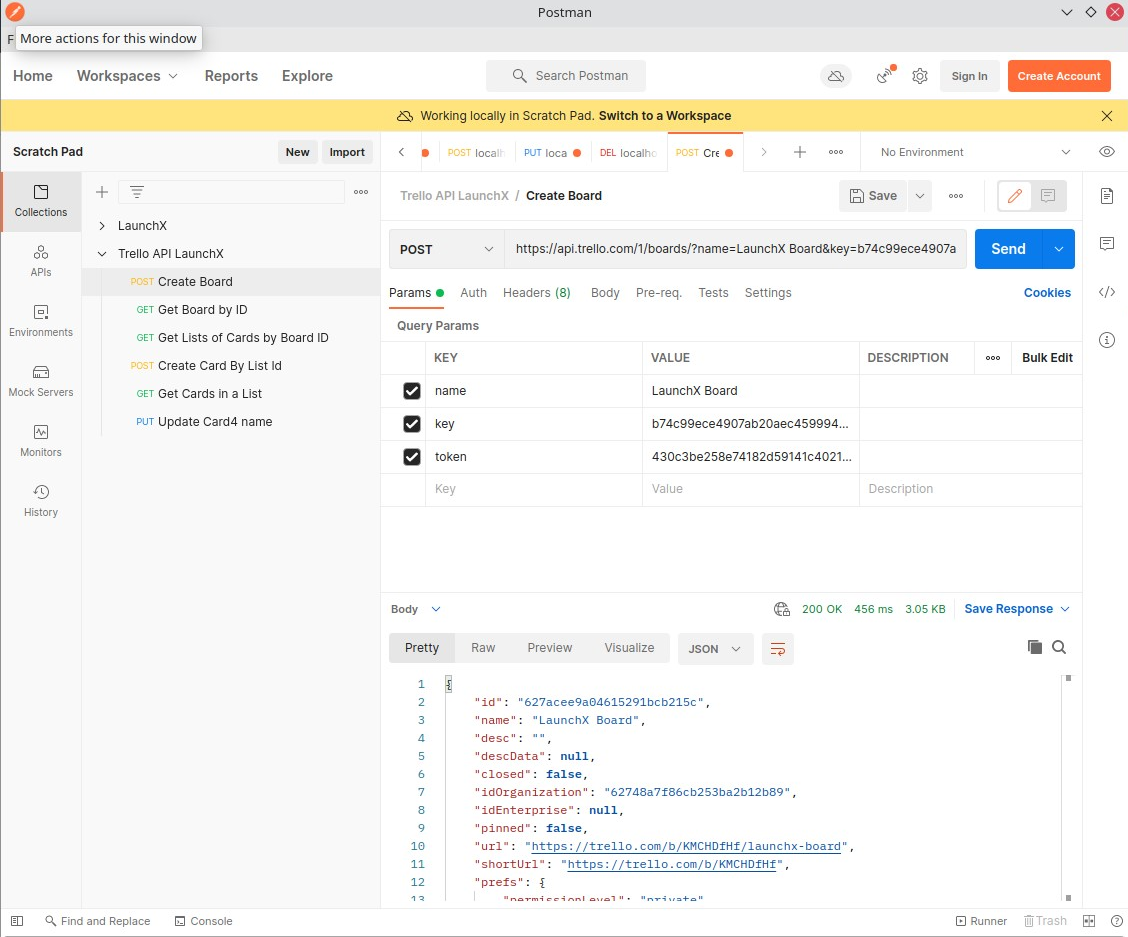 Postman
F
More actions for this window
Home Workspaces Reports Explore Search Postman Sign In Create Account
Working locally in Scratch Pad. Switch to a Workspace
Scratch Pad New Import
POST localh PUT loca DEL localho POST Cre No Environment
Collections
APIs
Environments
Mock Servers
Monitors
History
LaunchX
Trello API LaunchX
POST Create Board
GET Get Board by ID
GET Get Lists of Cards by Board ID
POST Create Card By List Id
GET Get Cards in a List
PUT Update Card4 name
Trello API LaunchX / Create Board Save
POST https://api.trello.com/1/boards/?name=LaunchX Board&key=b74c99ece4907a Send
Params Auth Headers (8) Body Pre-req. Tests Settings Cookies
Query Params
KEY VALUE DESCRIPTION Bulk Edit
name LaunchX Board
key b74c99ece4907ab20aec459994...
token 430c3be258e74182d59141c4021...
Key Value Description
Body 200 OK 456 ms 3.05 KB Save Response
Pretty Raw Preview Visualize JSON
1 {
2 "id": "627acee9a04615291bcb215c",
3 "name": "LaunchX Board",
4 "desc": "",
5 "descData": null,
6 "closed": false,
7 "idOrganization": "62748a7f86cb253ba2b12b89",
8 "idEnterprise": null,
9 "pinned": false,
10 "url": "https://trello.com/b/KMCHDfHf/launchx-board",
11 "shortUrl": "https://trello.com/b/KMCHDfHf",
12 "prefs": {
13 "permissionLevel": "private"
Find and Replace Console Runner Trash